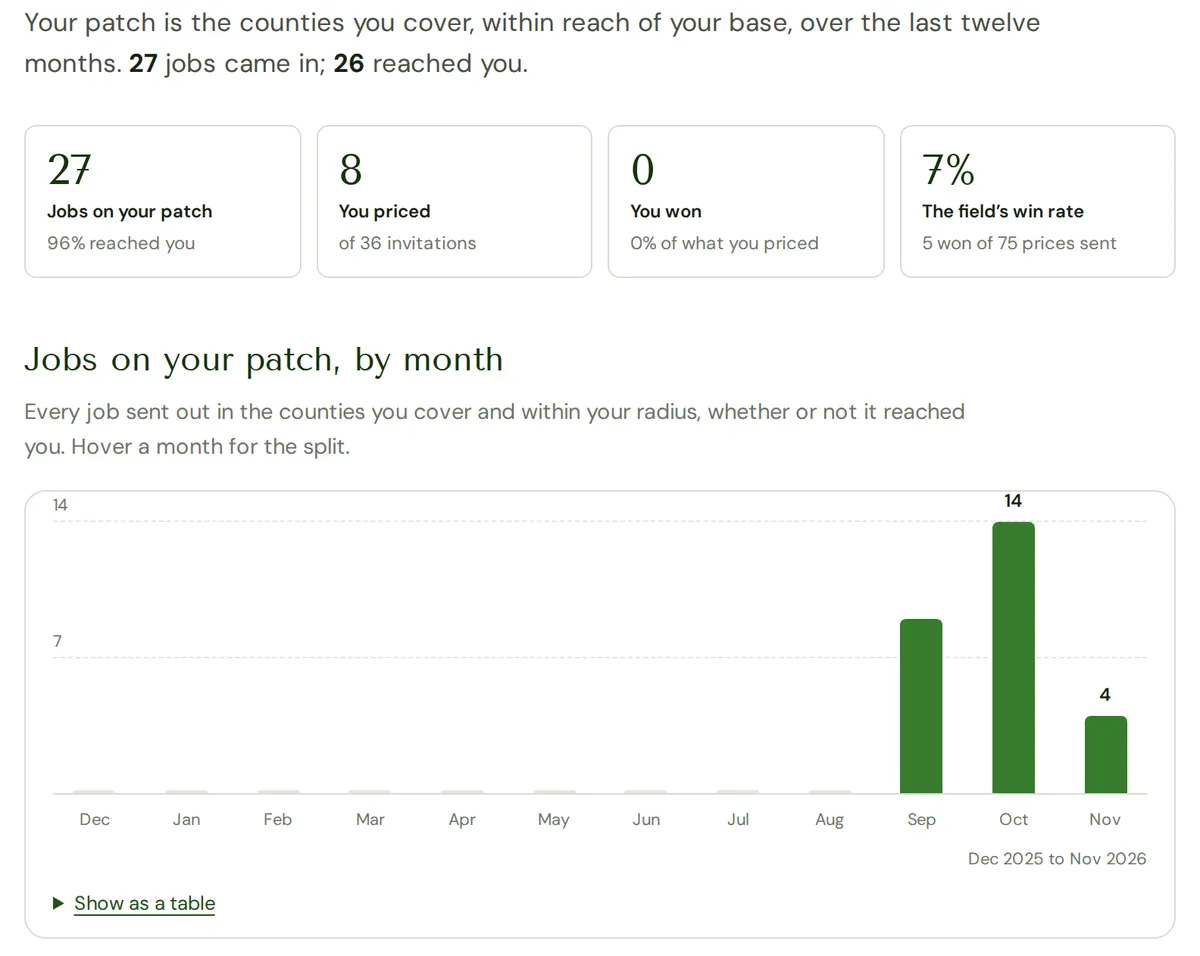 Your patch is the counties you cover, within reach of your base, over the last twelve
months. 27 jobs came in; 26 reached you.
27
Jobs on your patch
96% reached you
8
You priced
of 36 invitations
0
You won
0% of what you priced
7%
The field’s win rate
5 won of 75 prices sent
Jobs on your patch, by month
Every job sent out in the counties you cover and within your radius, whether or not it reached
you. Hover a month for the split.
14
14
7
4
Dec Jan Feb Mar Apr May Jun Jul Aug Sep Oct Nov
Dec 2025 to Nov 2026
Show as a table